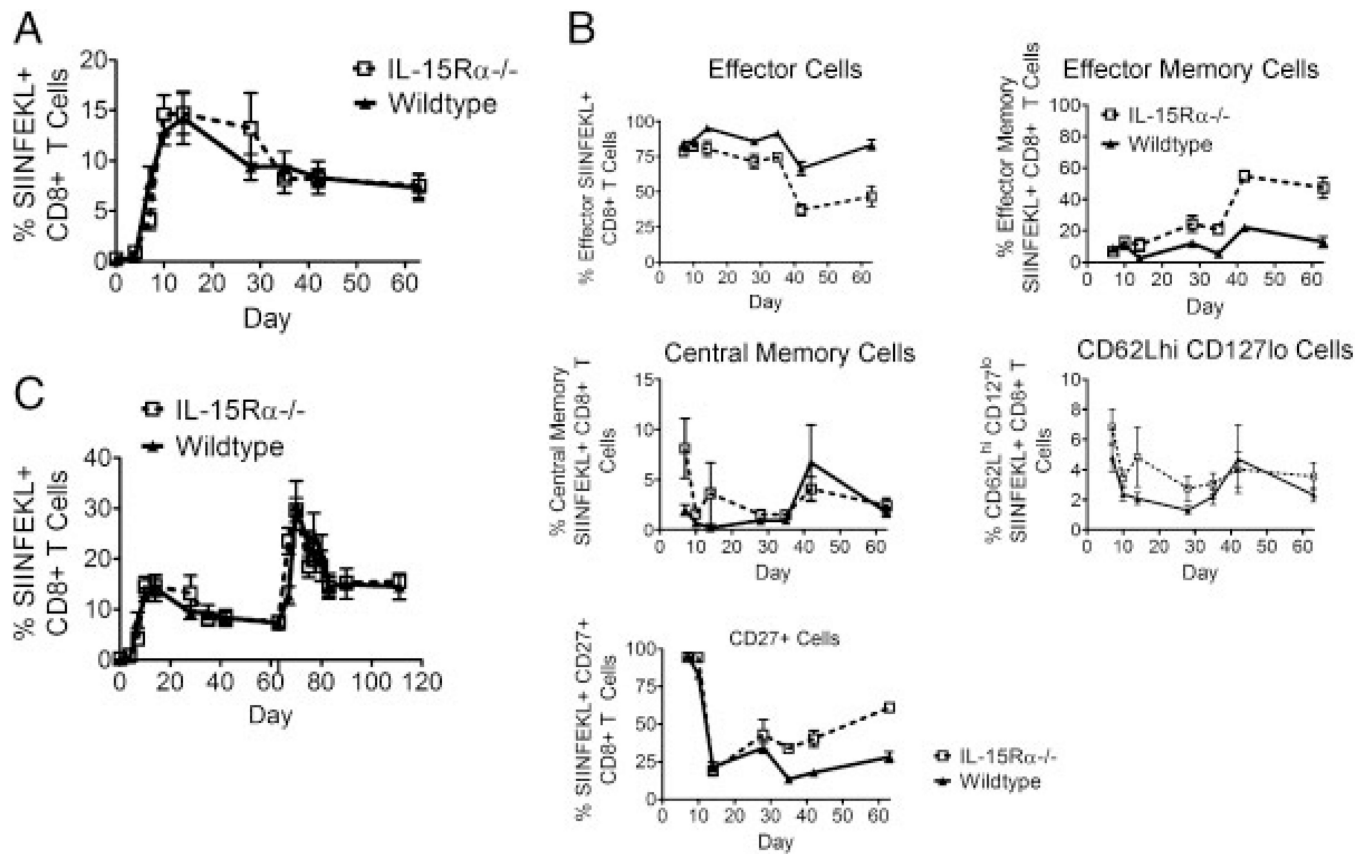 A
% SIINFEKL+
CD8+ T Cells
20
15
10
5
0
0 10 20 30 40 50 60
Day
IL-15Rα-/-
Wildtype
B
Effector Cells
% Effector SIINFEKL+
CD8+ T Cells
100
75
50
25
0
0 10 20 30 40 50 60
Day
Effector Memory Cells
% Effector Memory
SIINFEKL+ CD8+ T Cells
100
80
60
40
20
0
0 10 20 30 40 50 60
Day
IL-15Rα-/-
Wildtype
Central Memory Cells
% Central Memory
SIINFEKL+ CD8+ T
Cells
15
10
5
0
0 10 20 30 40 50 60
Day
CD62Lhi CD127lo Cells
% CD62Lhi CD127lo
SIINFEKL+ CD8+ T
Cells
10
8
6
4
2
0
0 10 20 30 40 50 60
Day
C
IL-15Rα-/-
Wildtype
% SIINFEKL+
CD8+ T Cells
40
30
20
10
0
0 20 40 60 80 100 120
Day
CD27+ Cells
% SIINFEKL+ CD27+
CD8+ T Cells
100
75
50
25
0
0 10 20 30 40 50 60
Day
IL-15Rα-/-
Wildtype